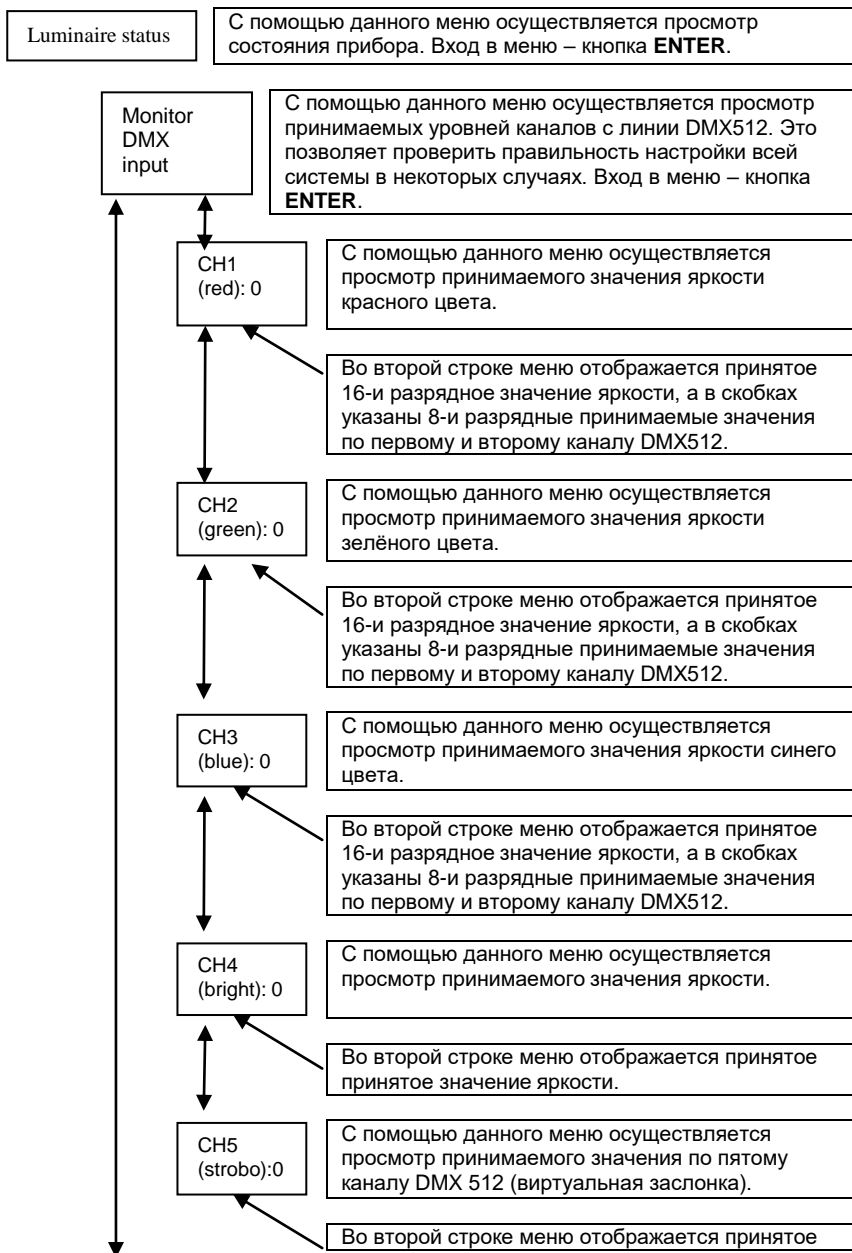 Luminaire status
С помощью данного меню осуществляется просмотр
состояния прибора. Вход в меню – кнопка ENTER.
Monitor
DMX
input
С помощью данного меню осуществляется просмотр
принимаемых уровней каналов с линии DMX512. Это
позволяет проверить правильность настройки всей
системы в некоторых случаях. Вход в меню – кнопка
ENTER.
CH1
(red): 0
С помощью данного меню осуществляется
просмотр принимаемого значения яркости
красного цвета.
Во второй строке меню отображается принятое
16-и разрядное значение яркости, а в скобках
указаны 8-и разрядные принимаемые значения
по первому и второму каналу DMX512.
CH2
(green): 0
С помощью данного меню осуществляется
просмотр принимаемого значения яркости
зелёного цвета.
Во второй строке меню отображается принятое
16-и разрядное значение яркости, а в скобках
указаны 8-и разрядные принимаемые значения
по первому и второму каналу DMX512.
CH3
(blue): 0
С помощью данного меню осуществляется
просмотр принимаемого значения яркости синего
цвета.
Во второй строке меню отображается принятое
16-и разрядное значение яркости, а в скобках
указаны 8-и разрядные принимаемые значения
по первому и второму каналу DMX512.
CH4
(bright): 0
С помощью данного меню осуществляется
просмотр принимаемого значения яркости.
Во второй строке меню отображается принятое
принятое значение яркости.
CH5
(strobo):0
С помощью данного меню осуществляется
просмотр принимаемого значения по пятому
каналу DMX 512 (виртуальная заслонка).
Во второй строке меню отображается принятое